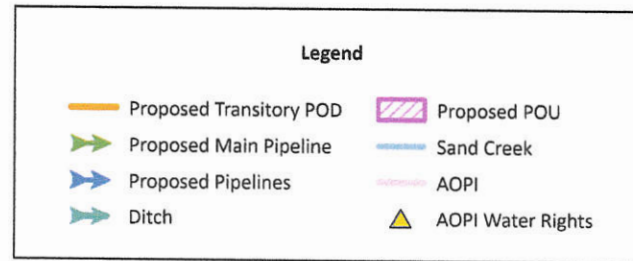 Legend
Proposed Transitory POD
Proposed Main Pipeline
Proposed Pipelines
Ditch
Proposed POU
Sand Creek
AOPI
AOPI Water Rights